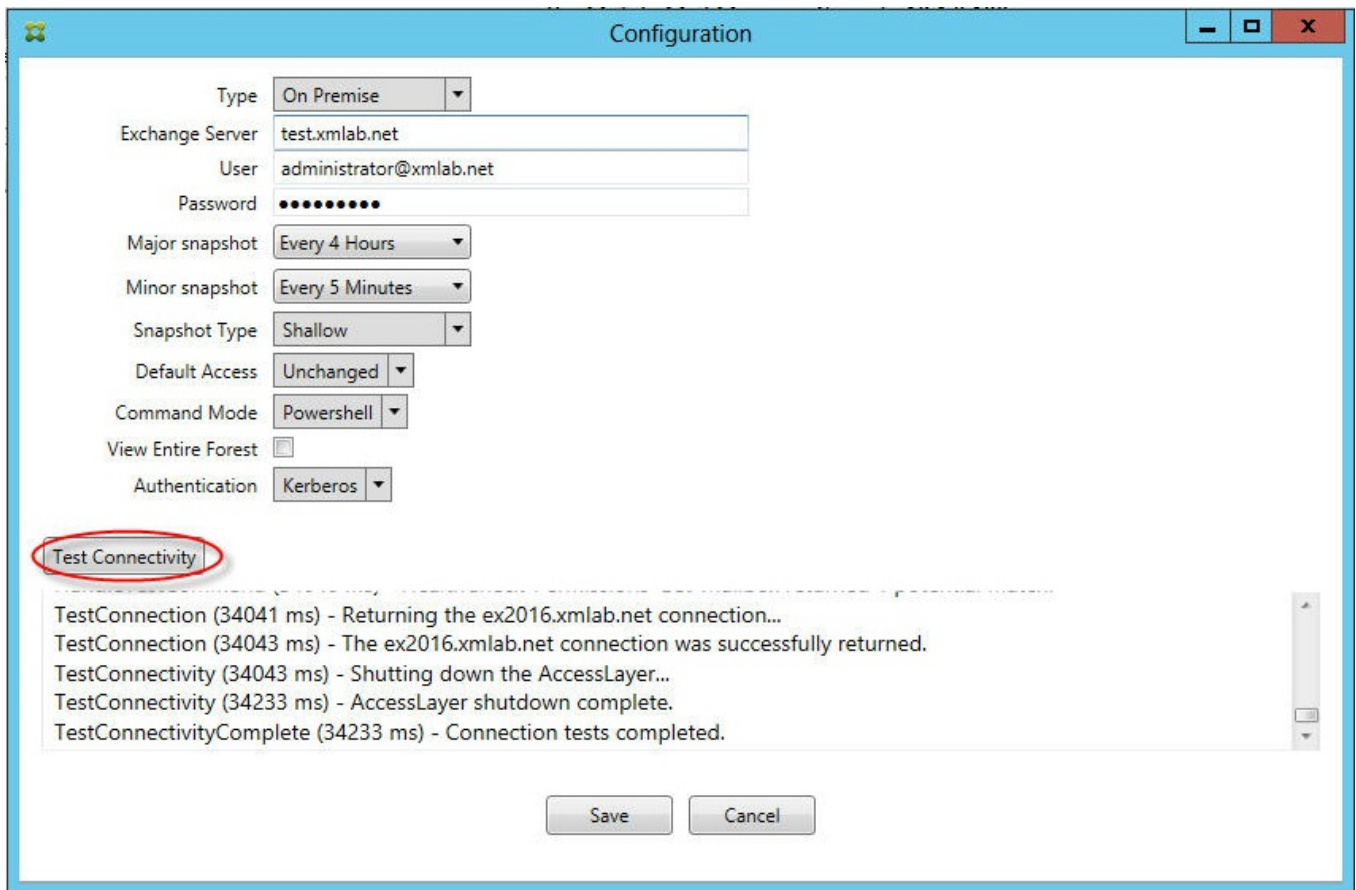 Configuration
Type On Premise
Exchange Server test.xmlab.net
User administrator@xmlab.net
Password •••••••••
Major snapshot Every 4 Hours
Minor snapshot Every 5 Minutes
Snapshot Type Shallow
Default Access Unchanged
Command Mode Powershell
View Entire Forest
Authentication Kerberos
Test Connectivity
TestConnection (34041 ms) - Returning the ex2016.xmlab.net connection...
TestConnection (34043 ms) - The ex2016.xmlab.net connection was successfully returned.
TestConnectivity (34043 ms) - Shutting down the AccessLayer...
TestConnectivity (34233 ms) - AccessLayer shutdown complete.
TestConnectivityComplete (34233 ms) - Connection tests completed.
Save Cancel